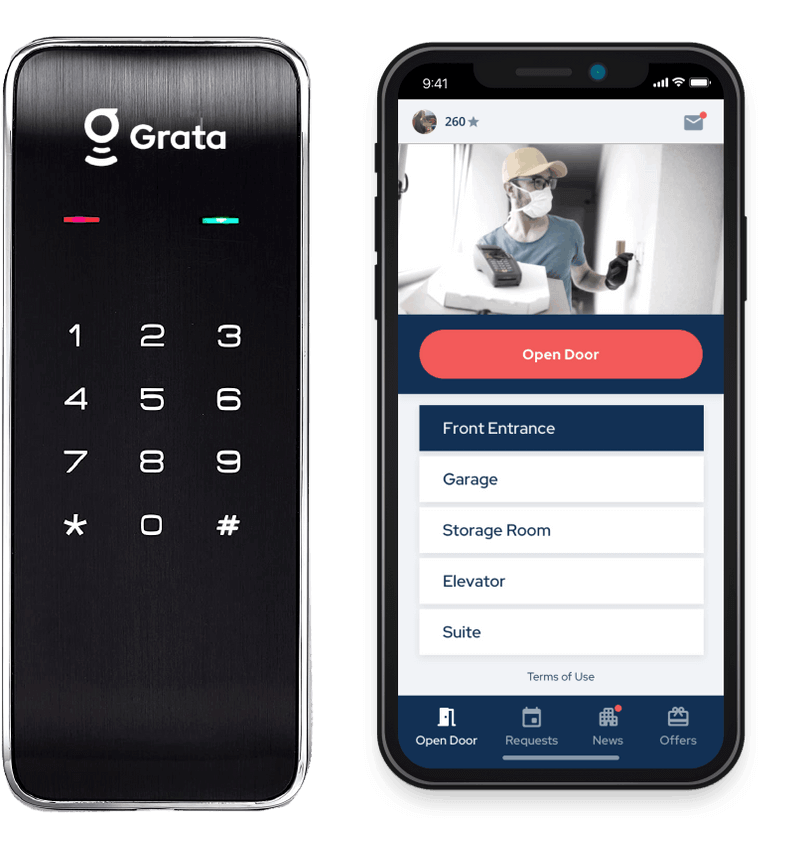 Grata
1 2 3
4 5 6
7 8 9
* 0 #
9:41
260
Open Door
Front Entrance
Garage
Storage Room
Elevator
Suite
Terms of Use
Open Door Requests News Offers